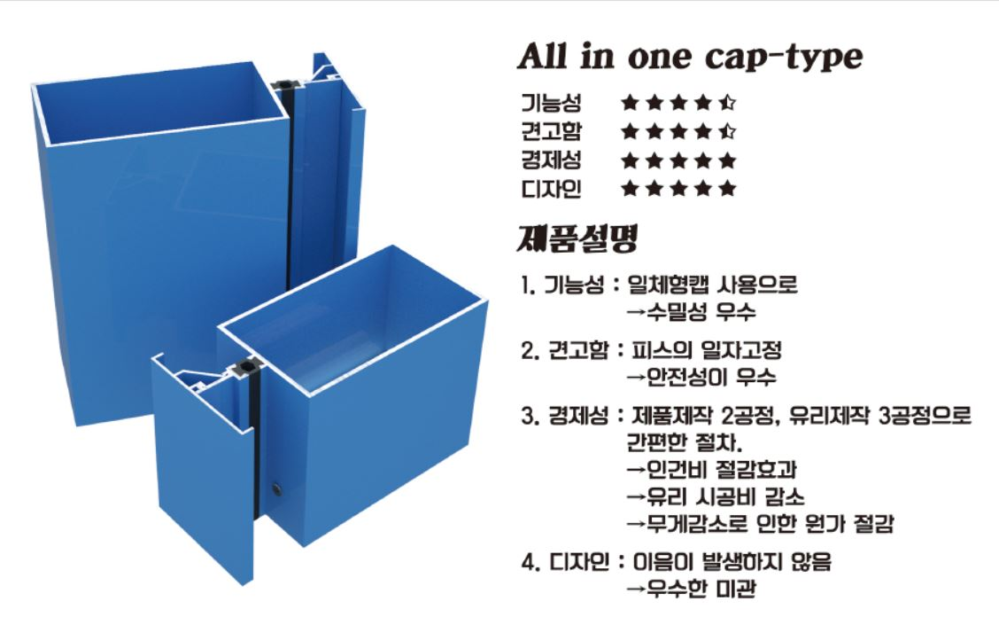 All in one cap-type
기능성 ★★★★⯪
견고함 ★★★★⯪
경제성 ★★★★★
디자인 ★★★★★
제품설명
1. 기능성 : 일체형캡 사용으로
→수밀성 우수
2. 견고함 : 피스의 일자고정
→안전성이 우수
3. 경제성 : 제품제작 2공정, 유리제작 3공정으로
간편한 절차.
→인건비 절감효과
→유리 시공비 감소
→무게감소로 인한 원가 절감
4. 디자인 : 이음이 발생하지 않음
→우수한 미관